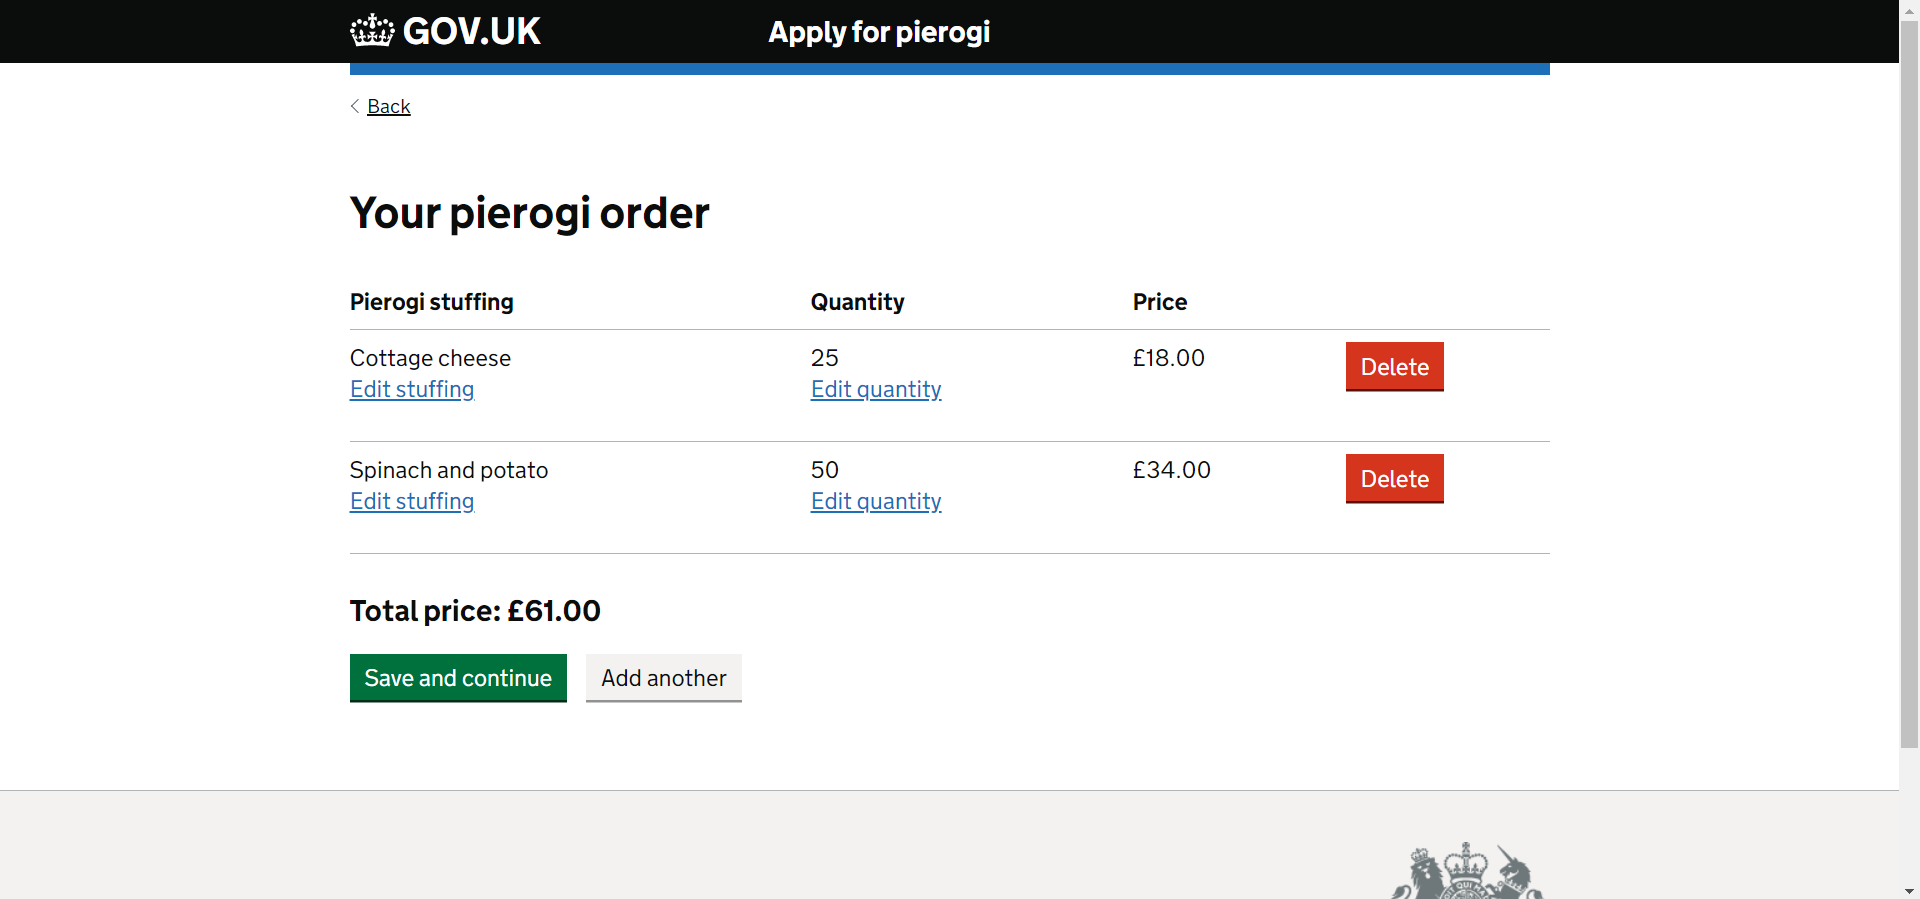 GOV.UK Apply for pierogi
Back
Your pierogi order
Pierogi stuffing Quantity Price
Cottage cheese 25 £18.00 Delete
Edit stuffing Edit quantity
Spinach and potato 50 £34.00 Delete
Edit stuffing Edit quantity
Total price: £61.00
Save and continue Add another